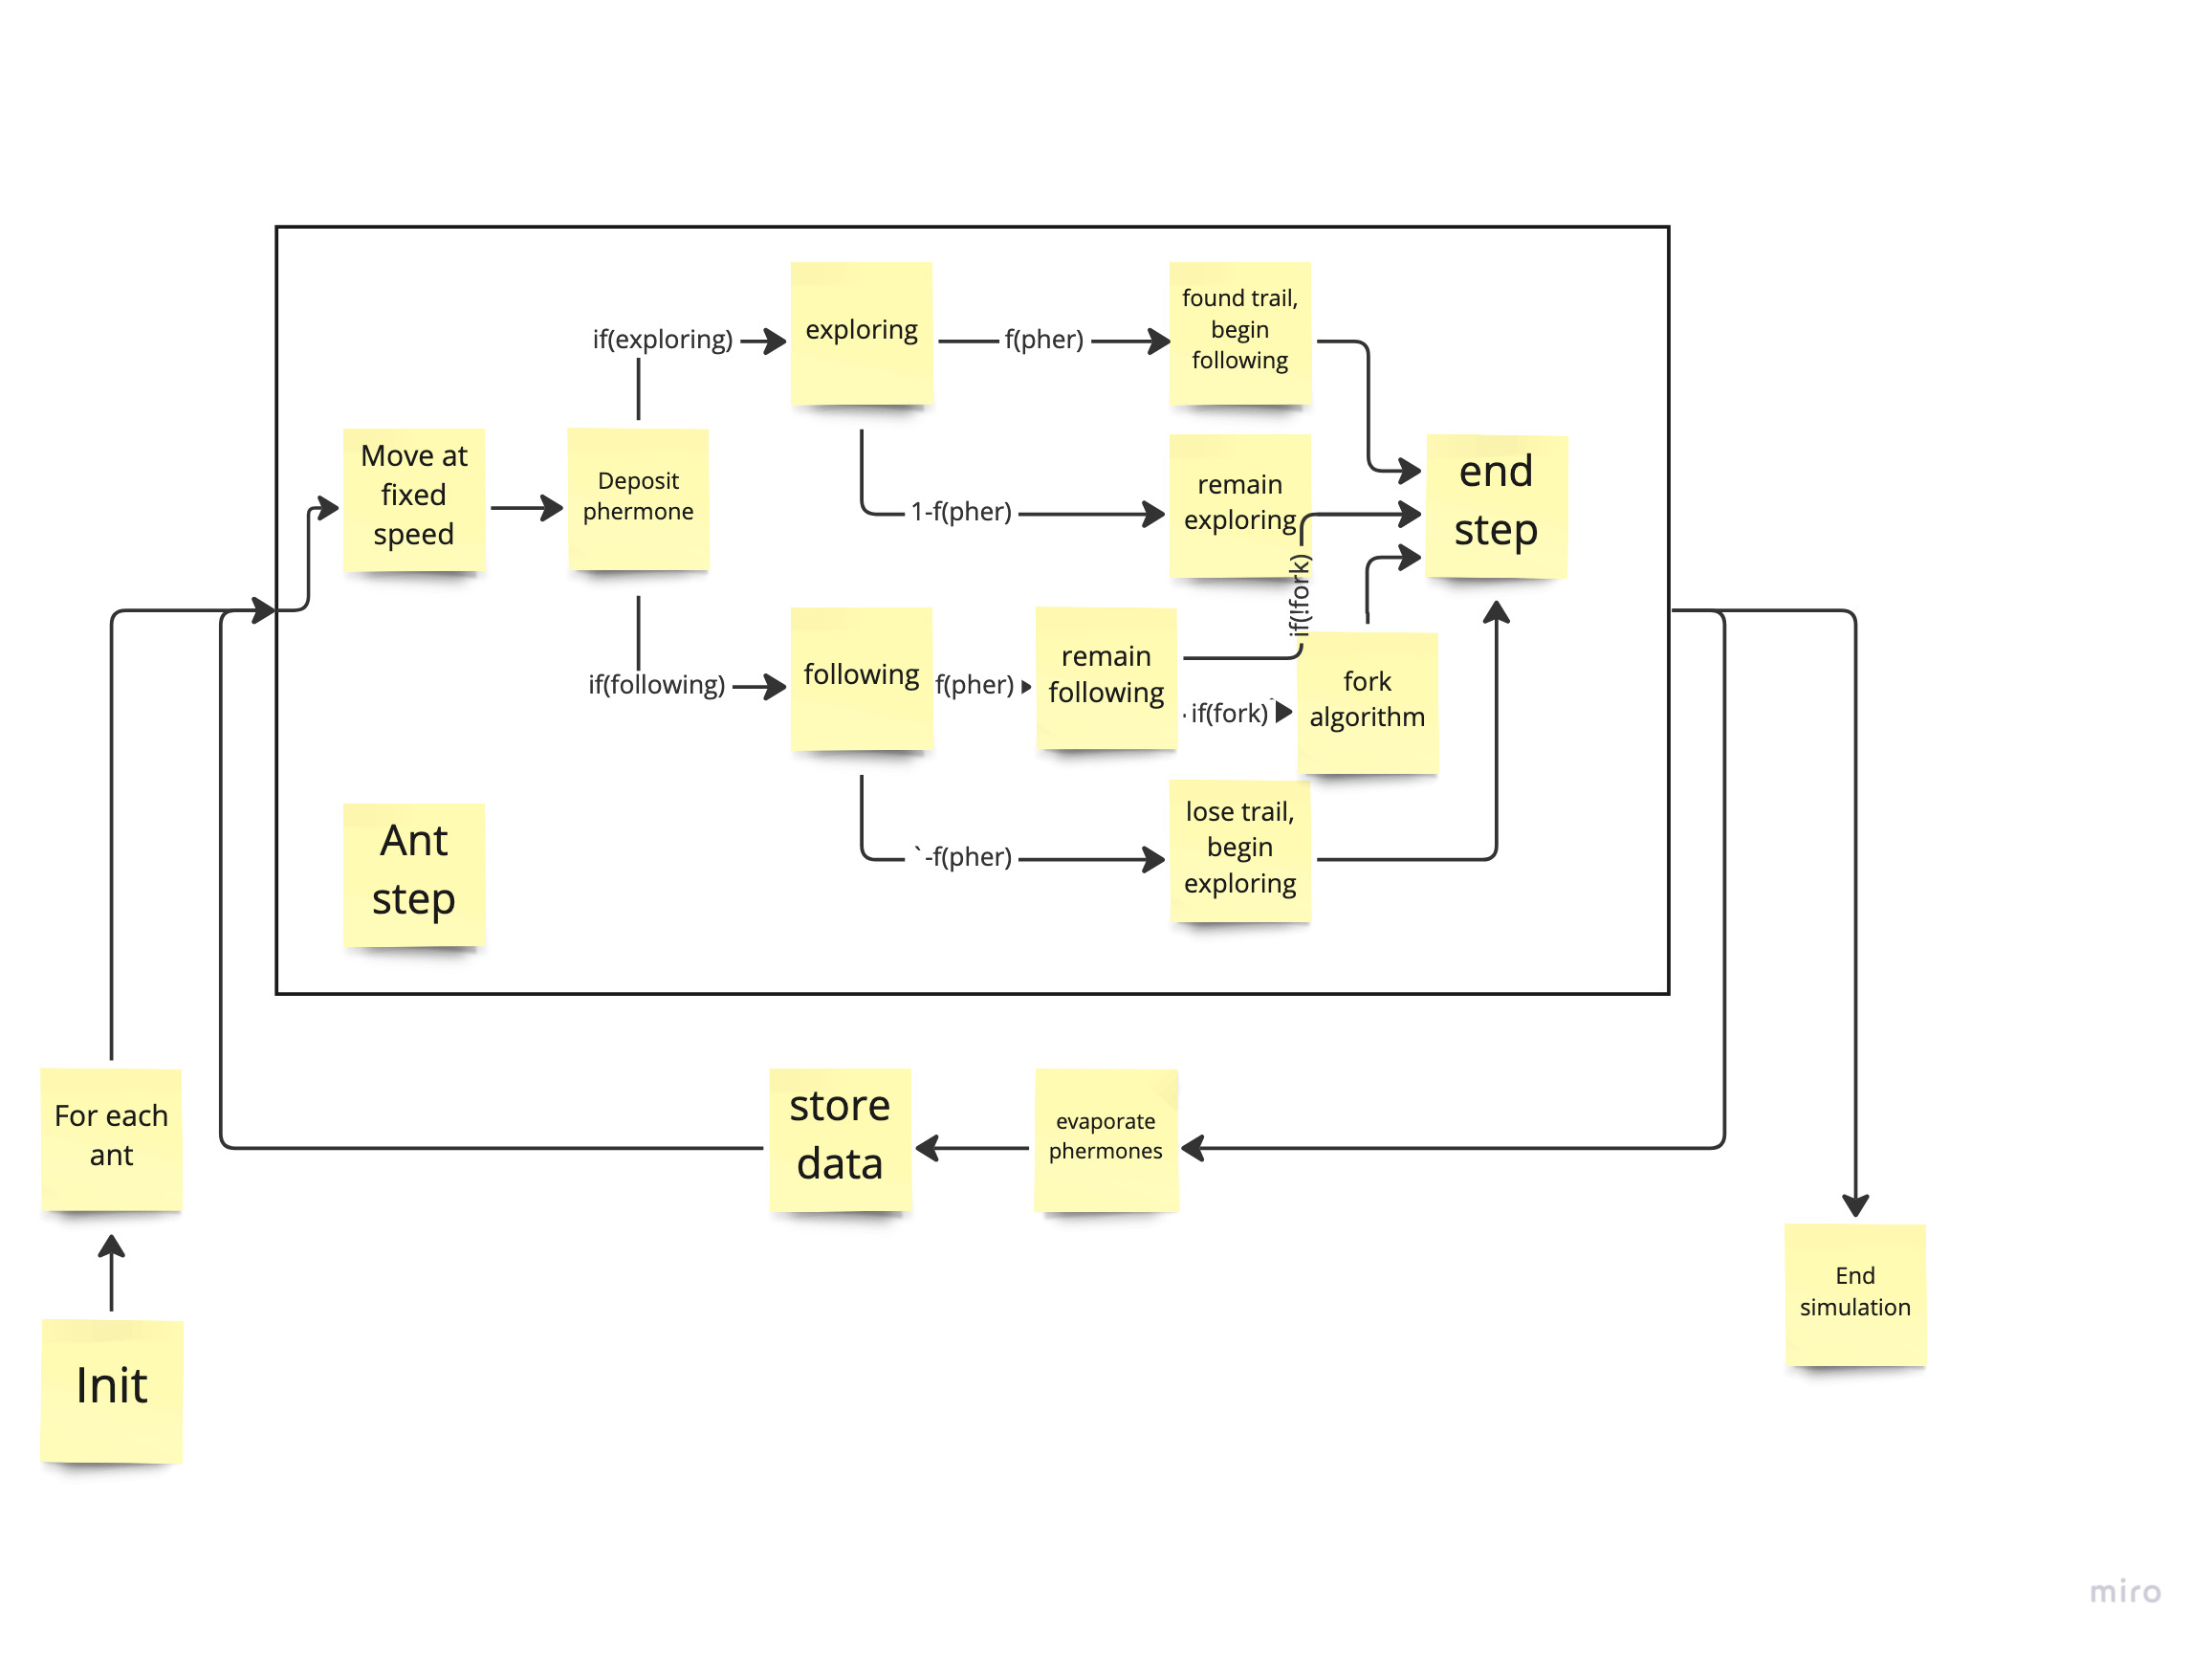 found trail,
begin
following
if(exploring)
exploring
f(pher)
Move at
fixed
speed
Deposit
phermone
1-f(pher)
remain
exploring
end
step
if(!fork)
if(following)
following
f(pher)
remain
following
if(fork)`
fork
algorithm
Ant
step
`-f(pher)
lose trail,
begin
exploring
For each
ant
store
data
evaporate
phermones
End
simulation
Init
miro